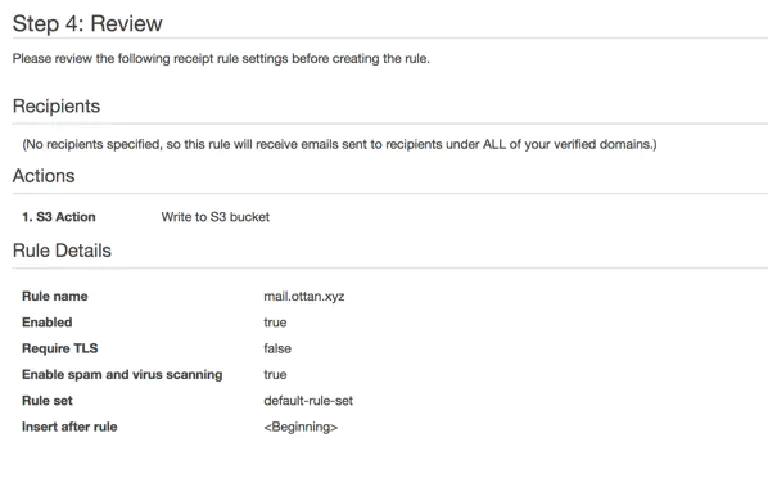 Step 4: Review
Please review the following receipt rule settings before creating the rule.
Recipients
(No recipients specified, so this rule will receive emails sent to recipients under ALL of your verified domains.)
Actions
1. S3 Action Write to S3 bucket
Rule Details
Rule name mail.ottan.xyz
Enabled true
Require TLS false
Enable spam and virus scanning true
Rule set default-rule-set
Insert after rule <Beginning>